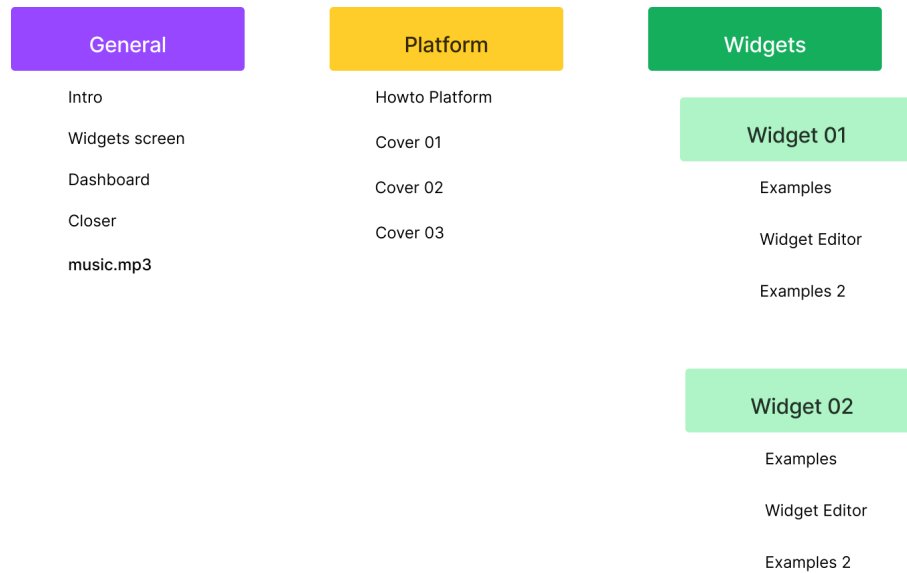 General
Intro
Widgets screen
Dashboard
Closer
music.mp3
Platform
Howto Platform
Cover 01
Cover 02
Cover 03
Widgets
Widget 01
Examples
Widget Editor
Examples 2
Widget 02
Examples
Widget Editor
Examples 2